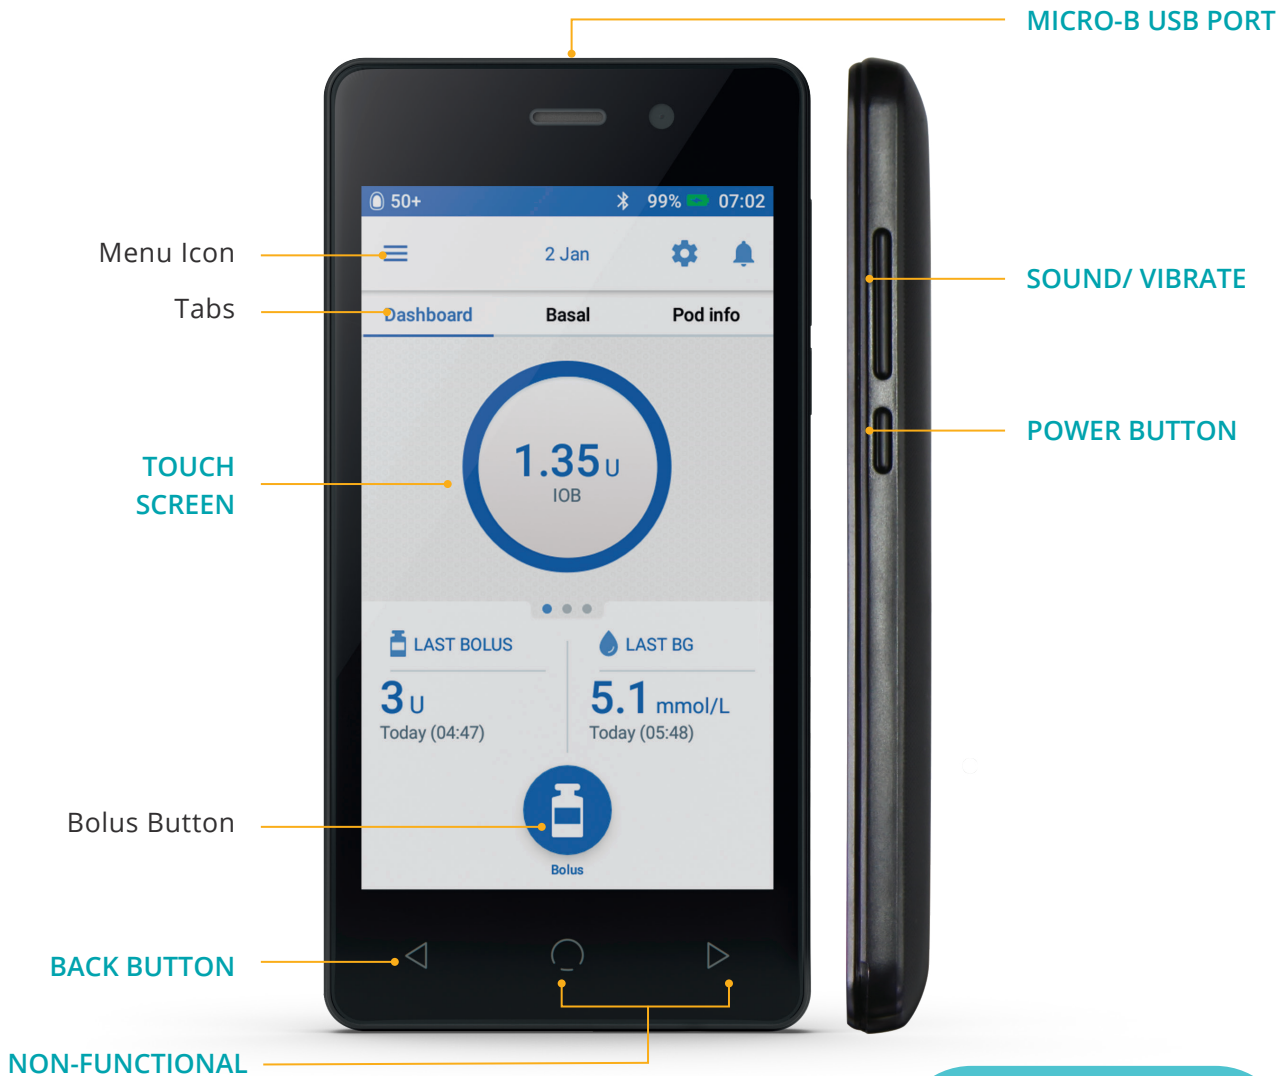 MICRO-B USB PORT
50+
99%
07:02
Menu Icon
2 Jan
Tabs
Dashboard
Basal
Pod info
SOUND/ VIBRATE
POWER BUTTON
TOUCH
SCREEN
1.35 U
IOB
LAST BOLUS
3 U
Today (04:47)
LAST BG
5.1 mmol/L
Today (05:48)
Bolus Button
Bolus
BACK BUTTON
NON-FUNCTIONAL